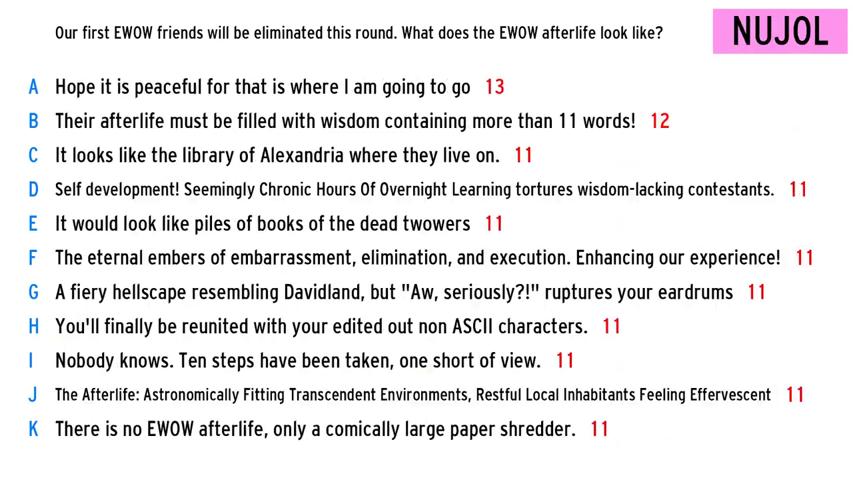 Our first EWOW friends will be eliminated this round. What does the EWOW afterlife look like?
NUJOL
A Hope it is peaceful for that is where I am going to go 13
B Their afterlife must be filled with wisdom containing more than 11 words! 12
C It looks like the library of Alexandria where they live on. 11
D Self development! Seemingly Chronic Hours Of Overnight Learning tortures wisdom-lacking contestants. 11
E It would look like piles of books of the dead twowers 11
F The eternal embers of embarrassment, elimination, and execution. Enhancing our experience! 11
G A fiery hellscape resembling Davidland, but "Aw, seriously?!" ruptures your eardrums 11
H You'll finally be reunited with your edited out non ASCII characters. 11
I Nobody knows. Ten steps have been taken, one short of view. 11
J The Afterlife: Astronomically Fitting Transcendent Environments, Restful Local Inhabitants Feeling Effervescent 11
K There is no EWOW afterlife, only a comically large paper shredder. 11